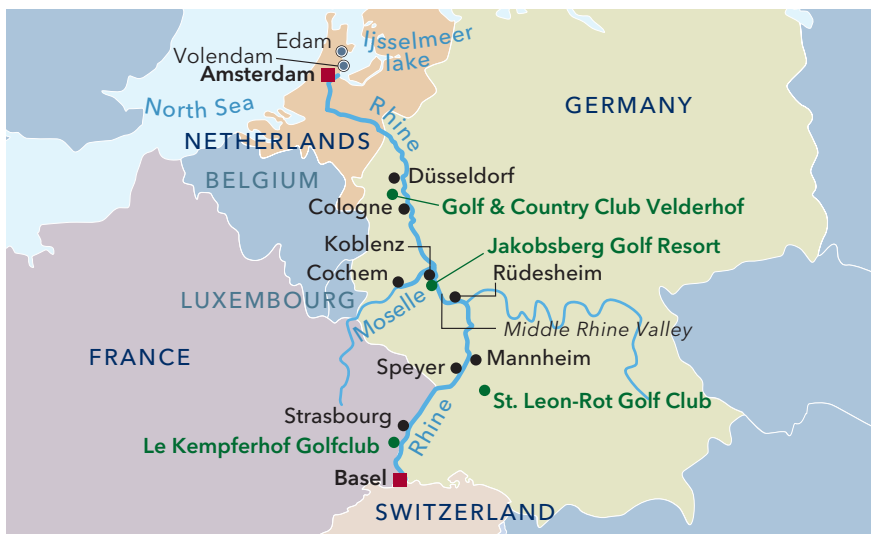 Edam
Ijsselmeer
lake
Volendam
Amsterdam
North Sea
Rhine
GERMANY
NETHERLANDS
BELGIUM
Düsseldorf
Cologne
Golf & Country Club Velderhof
Koblenz
Jakobsberg Golf Resort
Cochem
Rüdesheim
LUXEMBOURG
Moselle
Middle Rhine Valley
FRANCE
Speyer
Mannheim
St. Leon-Rot Golf Club
Strasbourg
Rhine
Le Kempferhof Golfclub
Basel
SWITZERLAND